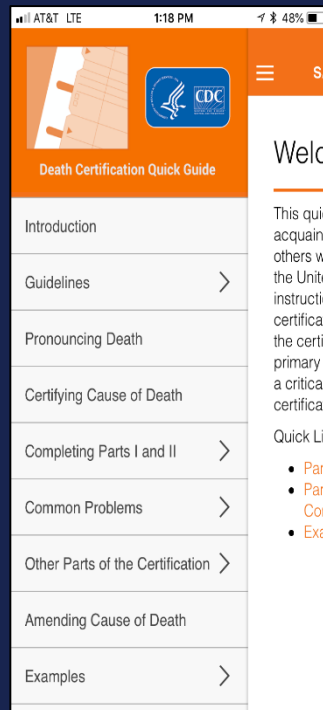 AT&T LTE 1:18 PM 48%
CDC
Death Certification Quick Guide
Introduction
Guidelines
Pronouncing Death
Certifying Cause of Death
Completing Parts I and II
Common Problems
Other Parts of the Certification
Amending Cause of Death
Examples
S
Welc
This qui
acquain
others w
the Unite
instructi
certifica
the certi
primary
a critica
certifica
Quick Li
Par
Par
Con
Exa